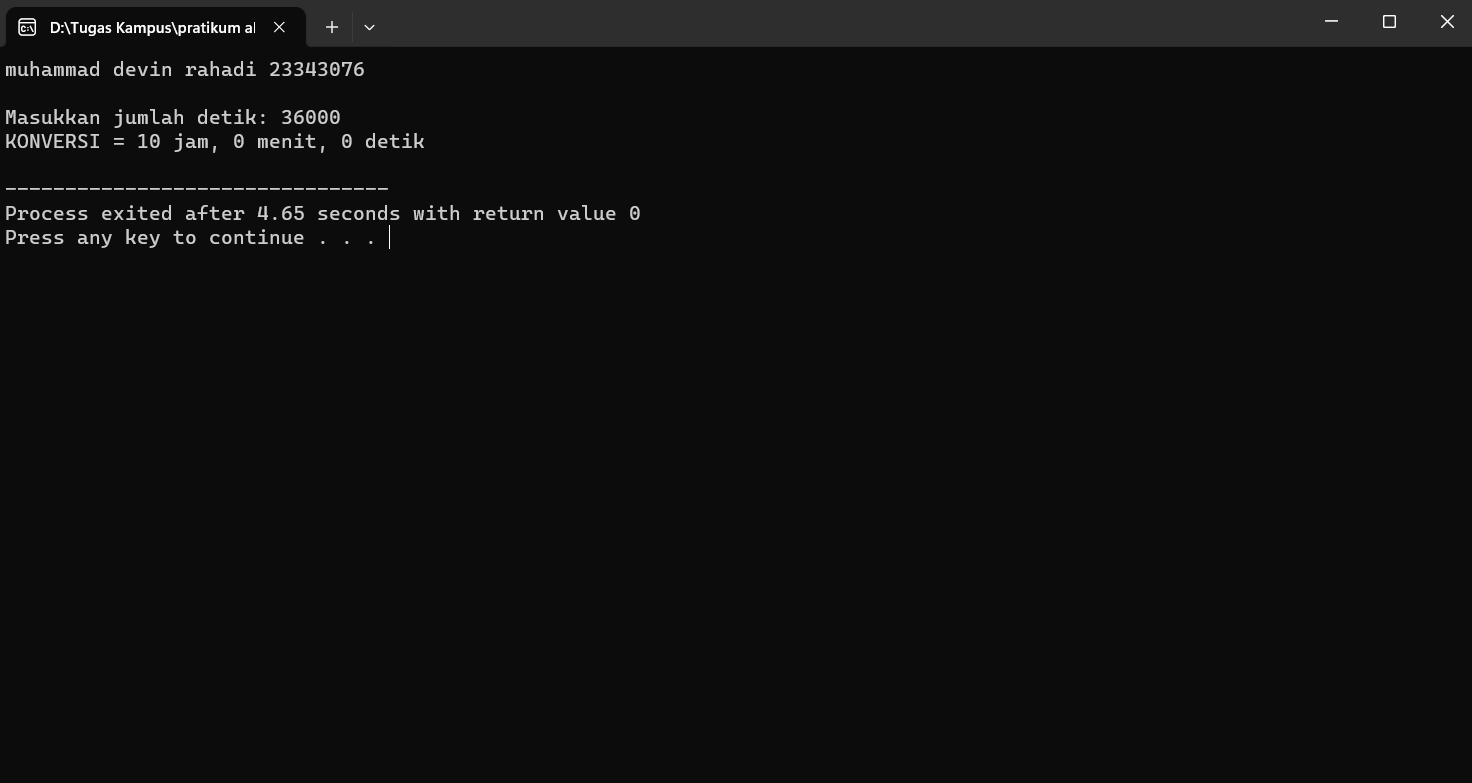 D:\Tugas Kampus\pratikum al
muhammad devin rahadi 23343076
Masukkan jumlah detik: 36000
KONVERSI = 10 jam, 0 menit, 0 detik
--------------------------------
Process exited after 4.65 seconds with return value 0
Press any key to continue . . .